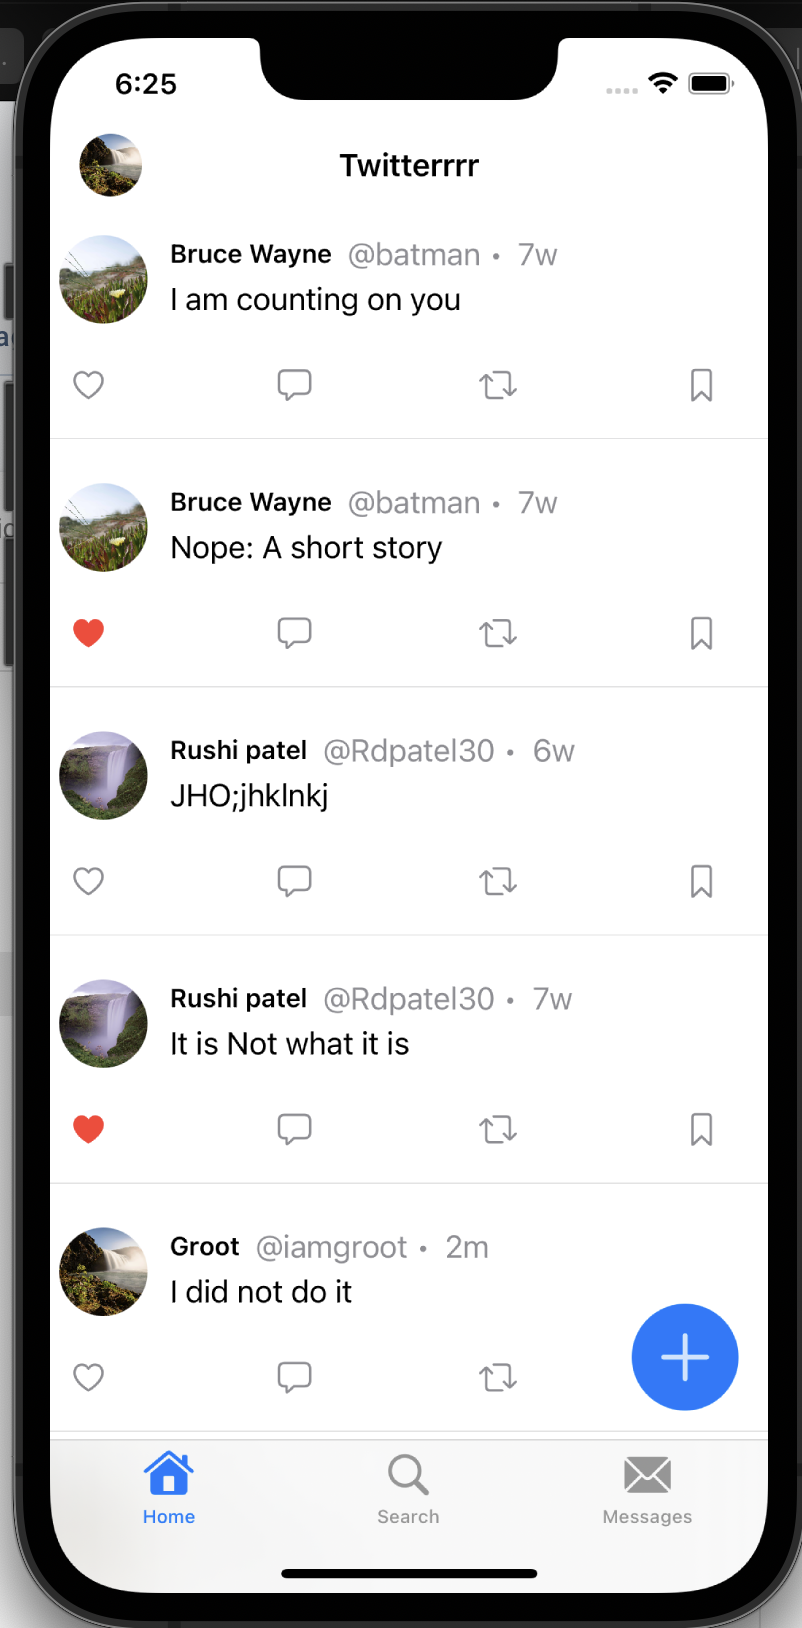 6:25
Twitterrrr
Bruce Wayne @batman • 7w
I am counting on you
Bruce Wayne @batman • 7w
Nope: A short story
Rushi patel @Rdpatel30 • 6w
JHO;jhklnkj
Rushi patel @Rdpatel30 • 7w
It is Not what it is
Groot @iamgroot • 2m
I did not do it
Home Search Messages